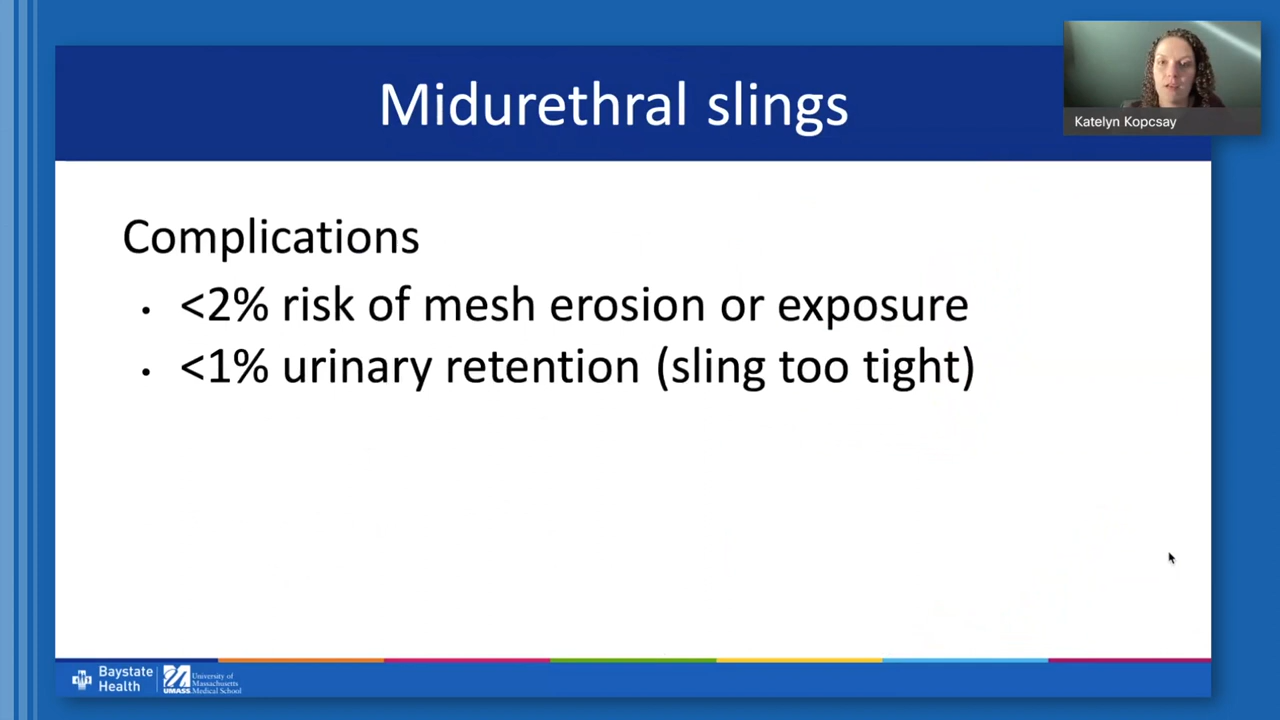 Midurethral slings
Katelyn Kopcsay
Complications
• <2% risk of mesh erosion or exposure
• <1% urinary retention (sling too tight)
Baystate
Health
UMASS
University of
Massachusetts
Medical School